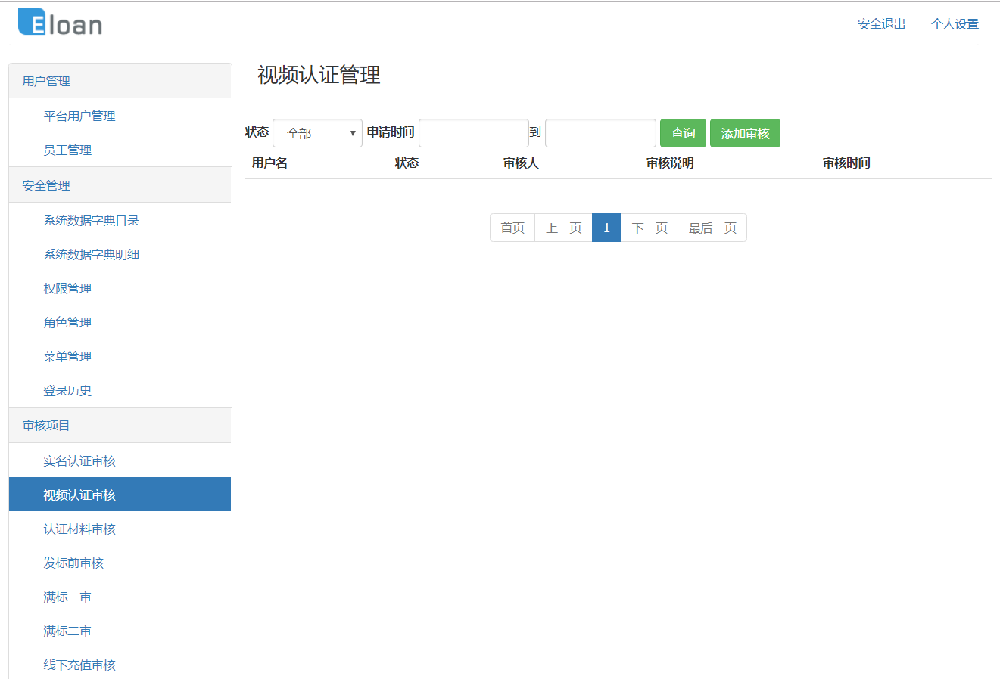 Eloan
安全退出 个人设置
用户管理
平台用户管理
员工管理
安全管理
系统数据字典目录
系统数据字典明细
权限管理
角色管理
菜单管理
登录历史
审核项目
实名认证审核
视频认证审核
认证材料审核
发标前审核
满标一审
满标二审
线下充值审核
视频认证管理
状态 全部 申请时间 到 查询 添加审核
用户名 状态 审核人 审核说明 审核时间
首页 上一页 1 下一页 最后一页